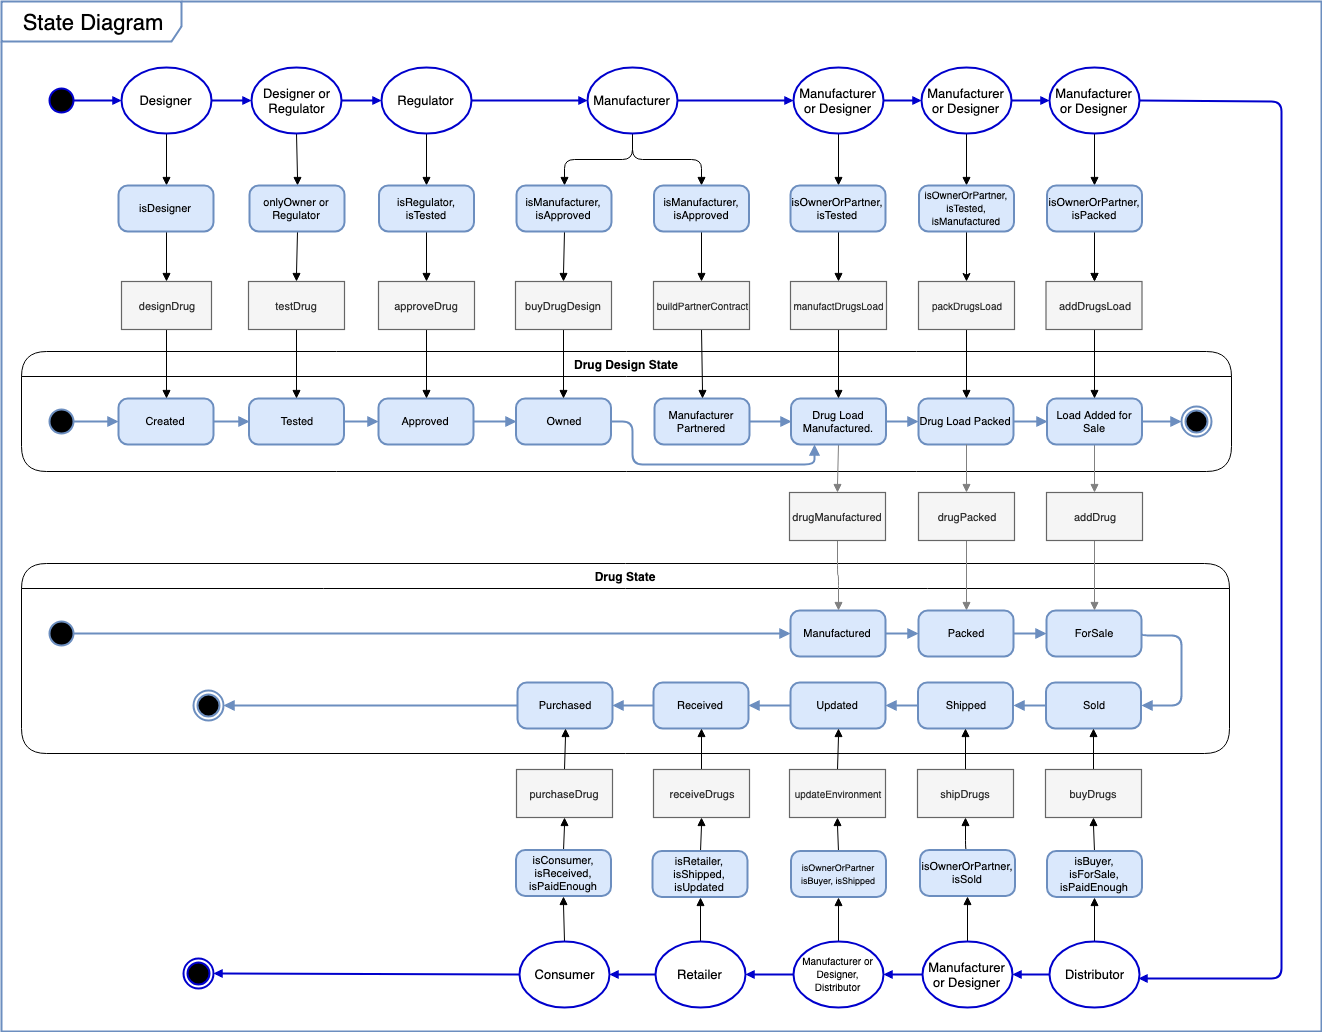 State Diagram
Designer
Designer or
Regulator
Regulator
Manufacturer
Manufacturer
or Designer
Manufacturer
or Designer
Manufacturer
or Designer
isDesigner
onlyOwner or
Regulator
isRegulator,
isTested
isManufacturer,
isApproved
isManufacturer,
isApproved
isOwnerOrPartner,
isTested
isOwnerOrPartner,
isTested,
isManufactured
isOwnerOrPartner,
isPacked
designDrug
testDrug
approveDrug
buyDrugDesign
buildPartnerContract
manufactDrugsLoad
packDrugsLoad
addDrugsLoad
Drug Design State
Created
Tested
Approved
Owned
Manufacturer
Partnered
Drug Load
Manufactured.
Drug Load Packed
Load Added for
Sale
drugManufactured
drugPacked
addDrug
Drug State
Manufactured
Packed
ForSale
Purchased
Received
Updated
Shipped
Sold
purchaseDrug
receiveDrugs
updateEnvironment
shipDrugs
buyDrugs
isConsumer,
isReceived,
isPaidEnough
isRetailer,
isShipped,
isUpdated
isOwnerOrPartner
isBuyer, isShipped
isOwnerOrPartner,
isSold
isBuyer,
isForSale,
isPaidEnough
Consumer
Retailer
Manufacturer or
Designer,
Distributor
Manufacturer
or Designer
Distributor